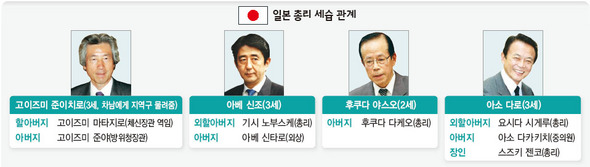 일본 총리 세습 관계
고이즈미 준이치로(3세, 차남에게 지역구 물려줌)
할아버지 고이즈미 마타지로(체신장관 역임)
아버지 고이즈미 준야(방위청장관)
아베 신조(3세)
외할아버지 기시 노부스케(총리)
아버지 아베 신타로(외상)
후쿠다 야스오(2세)
아버지 후쿠다 다케오(총리)
아소 다로(3세)
외할아버지 요시다 시게루(총리)
아버지 아소 다카키치(중의원)
장인 스즈키 젠코(총리)